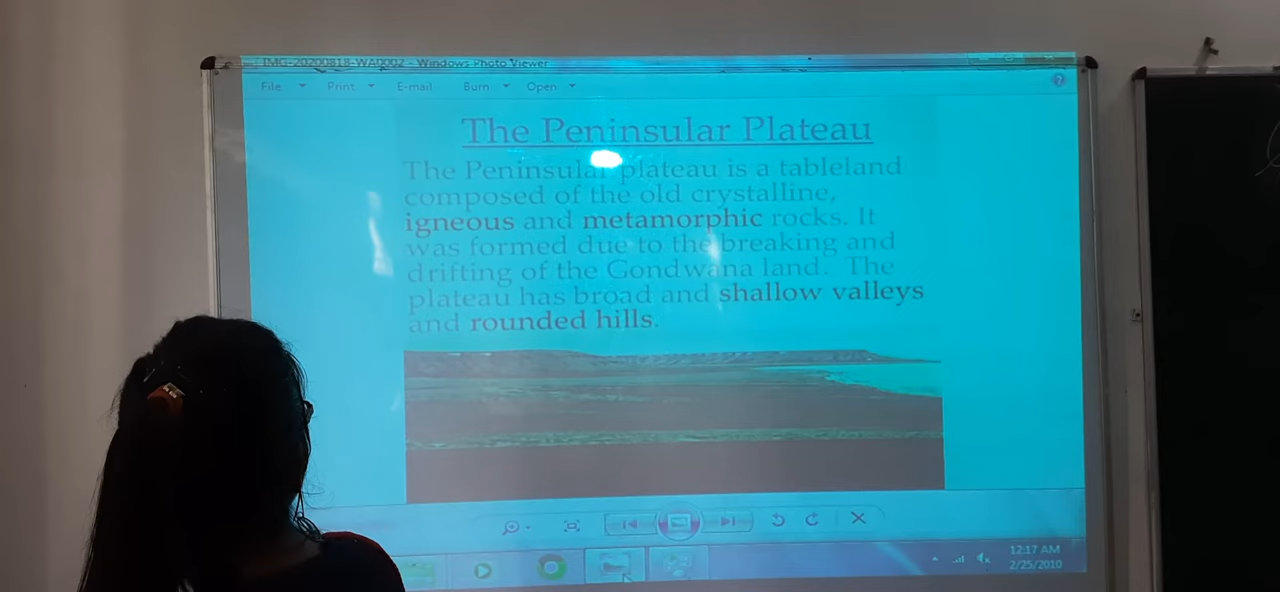 IMG-20200818-WA0002 - Windows Photo Viewer
File Print E-mail Burn Open
The Peninsular Plateau
The Peninsular plateau is a tableland
composed of the old crystalline,
igneous and metamorphic rocks. It
was formed due to the breaking and
drifting of the Gondwana land. The
plateau has broad and shallow valleys
and rounded hills.
12:17 AM
2/25/2010